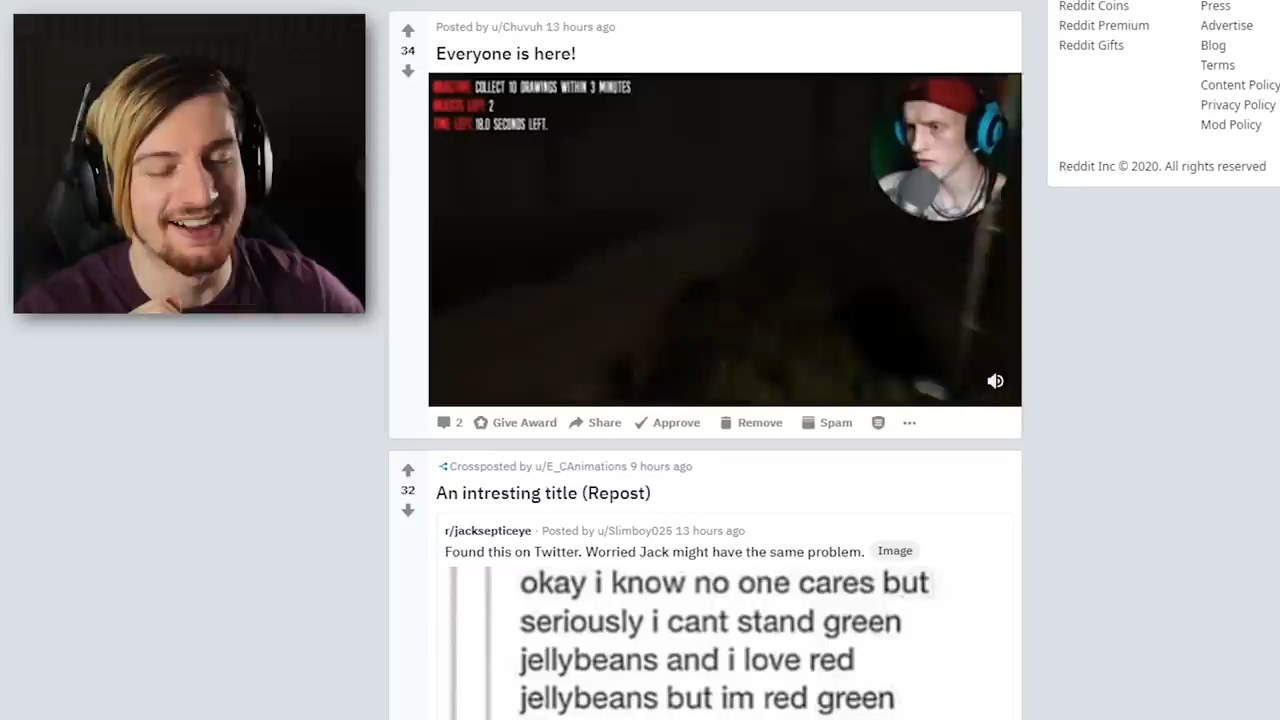 Posted by u/Chuvuh 13 hours ago
34
Everyone is here!
OBJECTIVE: COLLECT 10 DRAWINGS WITHIN 3 MINUTES
OBJECTS LEFT: 2
TIME LEFT: 18.0 SECONDS LEFT.
2 Give Award Share Approve Remove Spam
Crossposted by u/E_CAnimations 9 hours ago
32
An intresting title (Repost)
r/jacksepticeye · Posted by u/Slimboy025 13 hours ago
Found this on Twitter. Worried Jack might have the same problem. Image
okay i know no one cares but
seriously i cant stand green
jellybeans and i love red
jellybeans but im red green
Reddit Coins Press
Reddit Premium Advertise
Reddit Gifts Blog
Terms
Content Policy
Privacy Policy
Mod Policy
Reddit Inc © 2020. All rights reserved